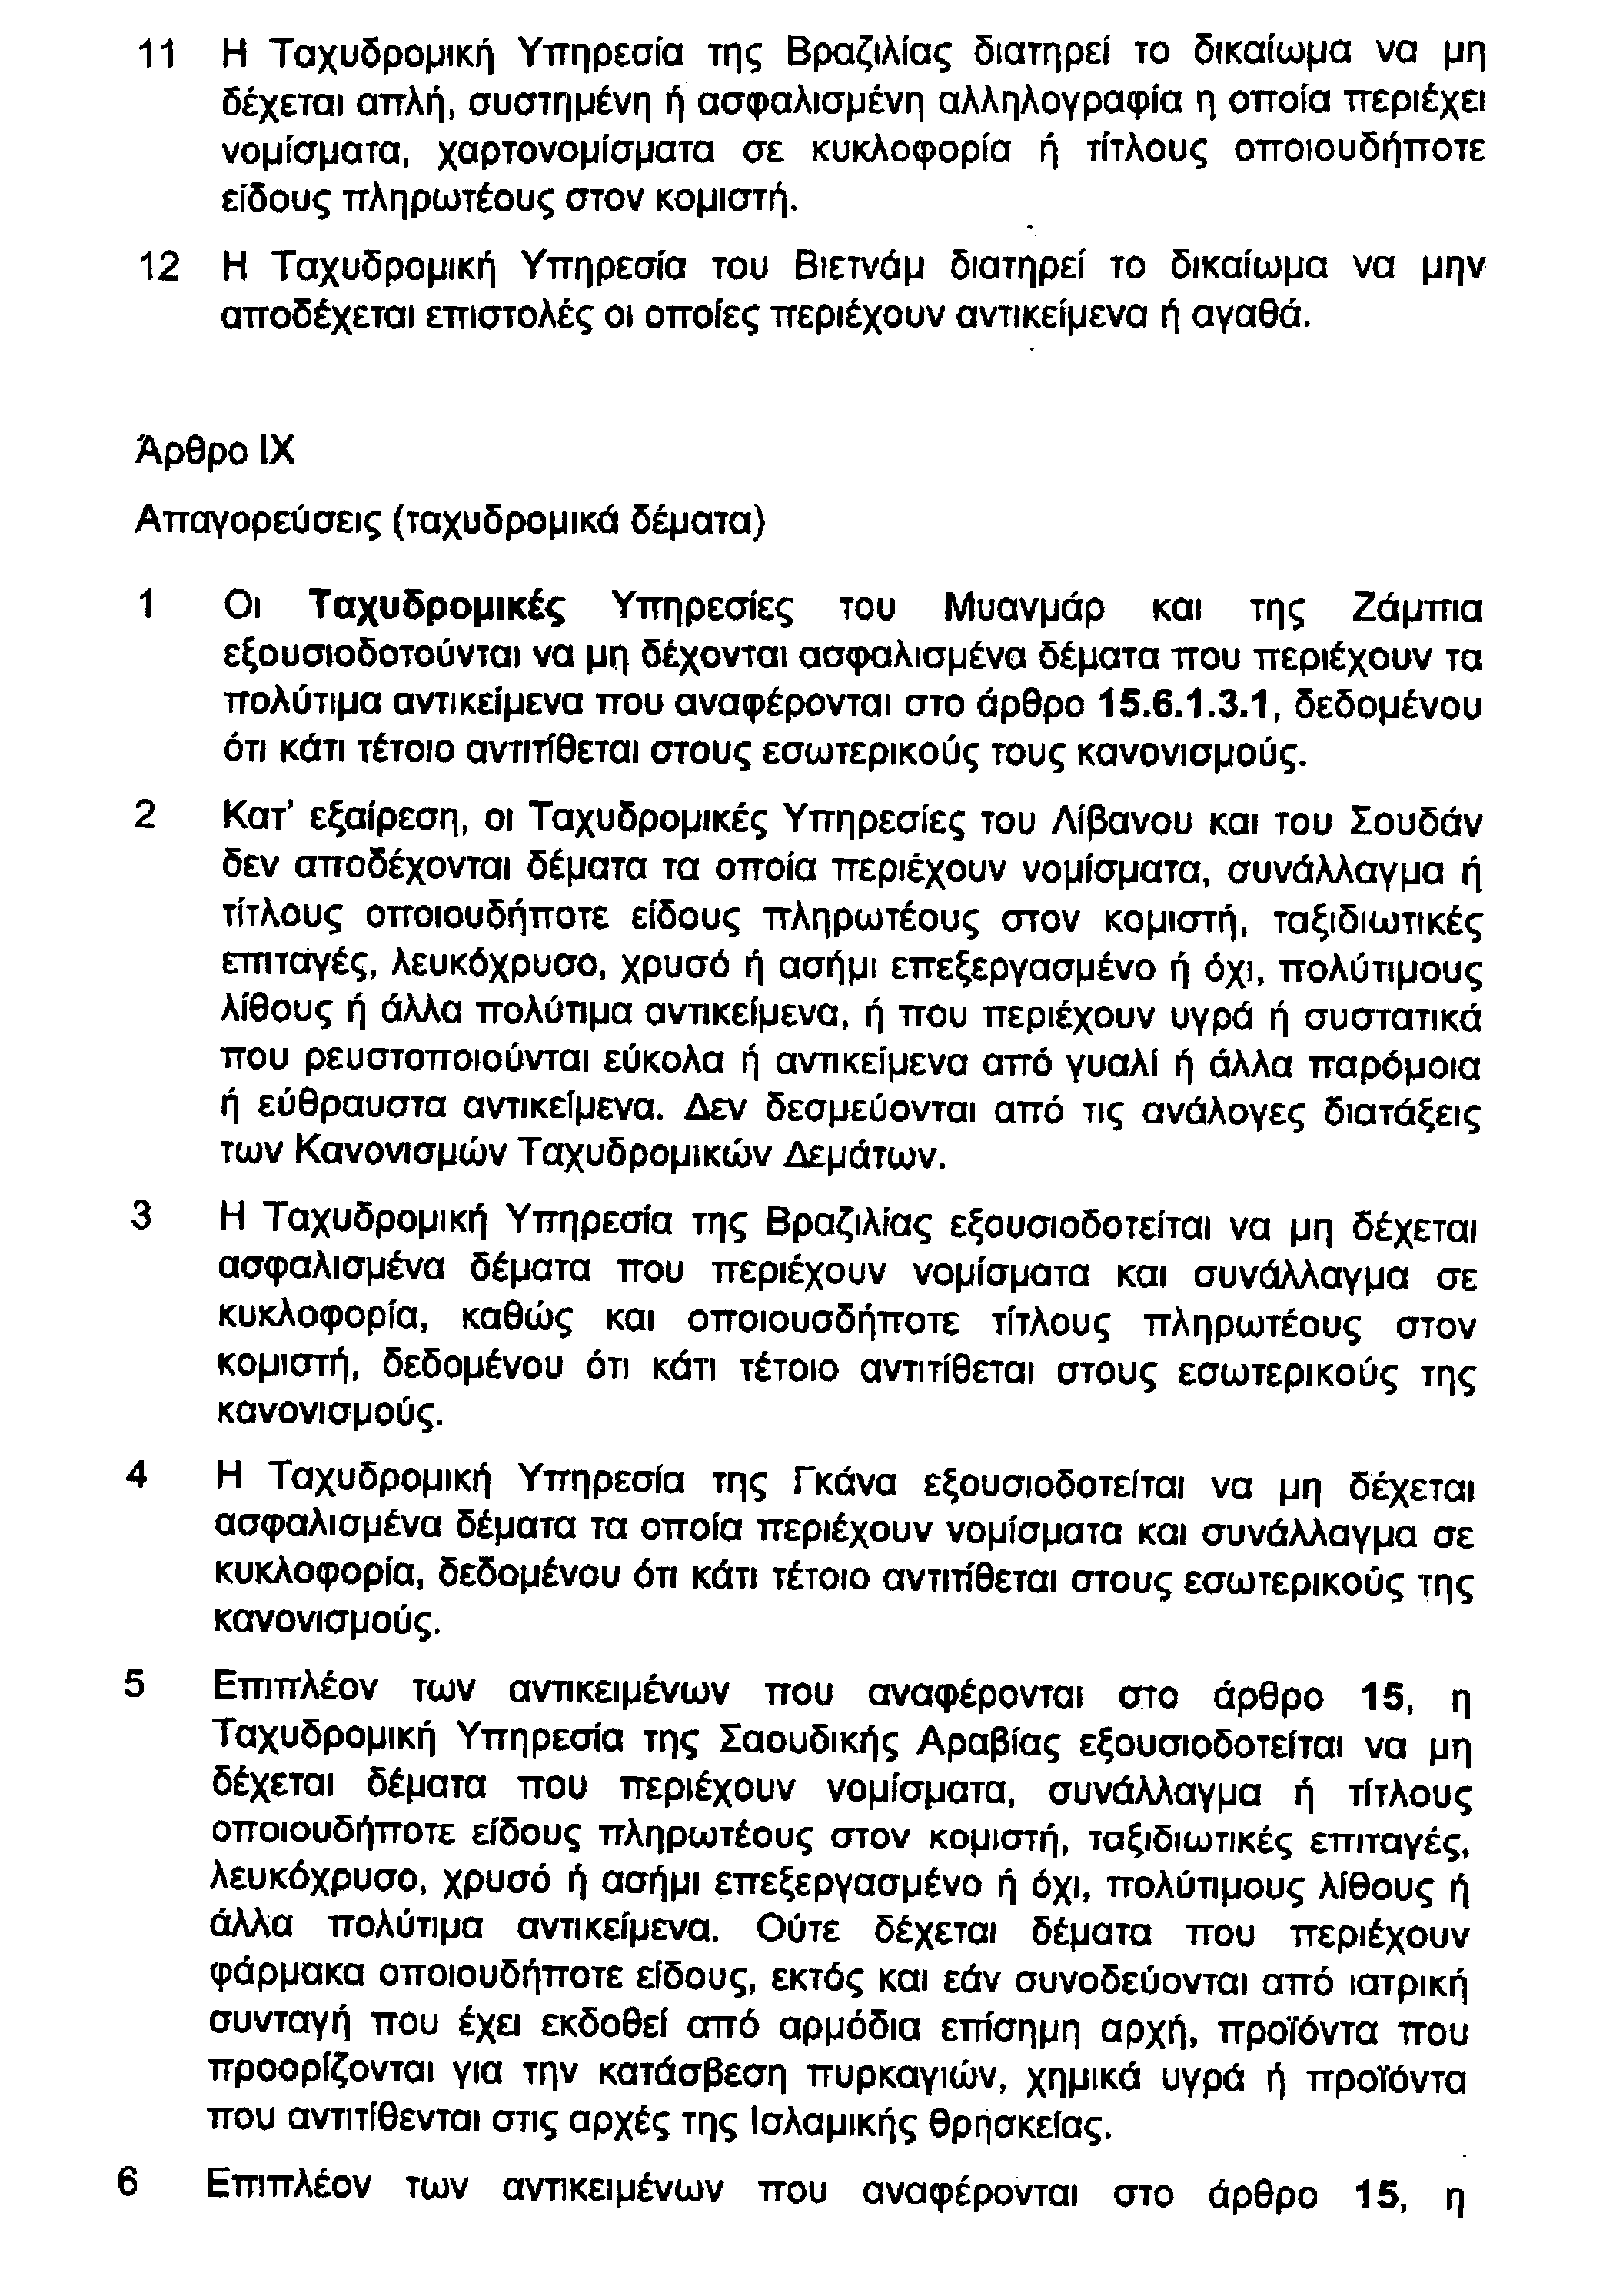 11 Η Ταχυδρομική Υπηρεσία της Βραζιλίας διατηρεί το δικαίωμα να μη
δέχεται απλή, συστημένη ή ασφαλισμένη αλληλογραφία η οποία περιέχει
νομίσματα, χαρτονομίσματα σε κυκλοφορία ή τίτλους οποιουδήποτε
είδους πληρωτέους στον κομιστή.
12 Η Ταχυδρομική Υπηρεσία του Βιετνάμ διατηρεί το δικαίωμα να μην
αποδέχεται επιστολές οι οποίες περιέχουν αντικείμενα ή αγαθά.
Άρθρο ΙΧ
Απαγορεύσεις (ταχυδρομικά δέματα)
1 Οι Ταχυδρομικές Υπηρεσίες του Μυανμάρ και της Ζάμπια
εξουσιοδοτούνται να μη δέχονται ασφαλισμένα δέματα που περιέχουν τα
πολύτιμα αντικείμενα που αναφέρονται στο άρθρο 15.6.1.3.1, δεδομένου
ότι κάτι τέτοιο αντιτίθεται στους εσωτερικούς τους κανονισμούς.
2 Κατ’ εξαίρεση, οι Ταχυδρομικές Υπηρεσίες του Λίβανου και του Σουδάν
δεν αποδέχονται δέματα τα οποία περιέχουν νομίσματα, συνάλλαγμα ή
τίτλους οποιουδήποτε είδους πληρωτέους στον κομιστή, ταξιδιωτικές
επιταγές, λευκόχρυσο, χρυσό ή ασήμι επεξεργασμένο ή όχι, πολύτιμους
λίθους ή άλλα πολύτιμα αντικείμενα, ή που περιέχουν υγρά ή συστατικά
που ρευστοποιούνται εύκολα ή αντικείμενα από γυαλί ή άλλα παρόμοια
ή εύθραυστα αντικείμενα. Δεν δεσμεύονται από τις ανάλογες διατάξεις
των Κανονισμών Ταχυδρομικών Δεμάτων.
3 Η Ταχυδρομική Υπηρεσία της Βραζιλίας εξουσιοδοτείται να μη δέχεται
ασφαλισμένα δέματα που περιέχουν νομίσματα και συνάλλαγμα σε
κυκλοφορία, καθώς και οποιουσδήποτε τίτλους πληρωτέους στον
κομιστή, δεδομένου ότι κάτι τέτοιο αντιτίθεται στους εσωτερικούς της
κανονισμούς.
4 Η Ταχυδρομική Υπηρεσία της Γκάνα εξουσιοδοτείται να μη δέχεται
ασφαλισμένα δέματα τα οποία περιέχουν νομίσματα και συνάλλαγμα σε
κυκλοφορία, δεδομένου ότι κάτι τέτοιο αντιτίθεται στους εσωτερικούς της
κανονισμούς.
5 Επιπλέον των αντικειμένων που αναφέρονται στο άρθρο 15, η
Ταχυδρομική Υπηρεσία της Σαουδικής Αραβίας εξουσιοδοτείται να μη
δέχεται δέματα που περιέχουν νομίσματα, συνάλλαγμα ή τίτλους
οποιουδήποτε είδους πληρωτέους στον κομιστή, ταξιδιωτικές επιταγές,
λευκόχρυσο, χρυσό ή ασήμι επεξεργασμένο ή όχι, πολύτιμους λίθους ή
άλλα πολύτιμα αντικείμενα. Ούτε δέχεται δέματα που περιέχουν
φάρμακα οποιουδήποτε είδους, εκτός και εάν συνοδεύονται από ιατρική
συνταγή που έχει εκδοθεί από αρμόδια επίσημη αρχή, προϊόντα που
προορίζονται για την κατάσβεση πυρκαγιών, χημικά υγρά ή προϊόντα
που αντιτίθενται στις αρχές της Ισλαμικής θρησκείας.
6 Επιπλέον των αντικειμένων που αναφέρονται στο άρθρο 15, η